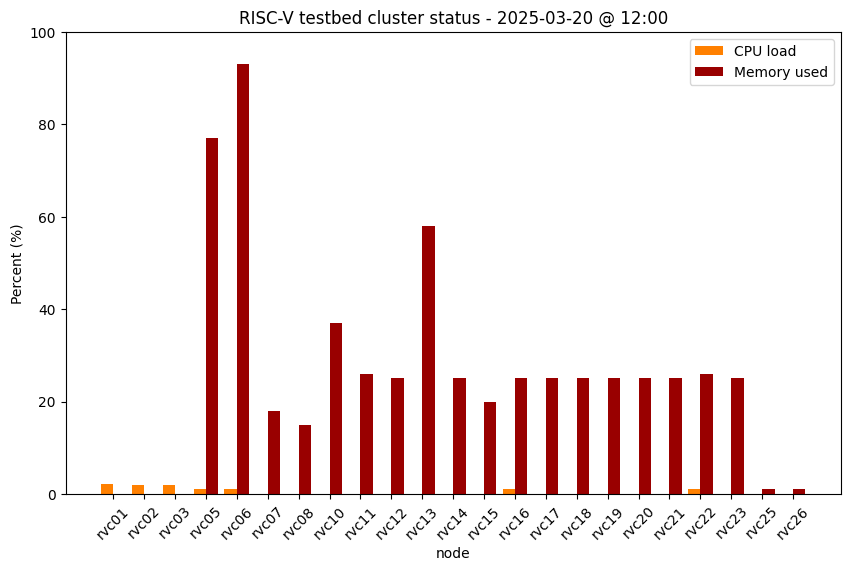 RISC-V testbed cluster status - 2025-03-20 @ 12:00
CPU load
Memory used
Percent (%)
100
80
60
40
20
0
rvc01 rvc02 rvc03 rvc05 rvc06 rvc07 rvc08 rvc10 rvc11 rvc12 rvc13 rvc14 rvc15 rvc16 rvc17 rvc18 rvc19 rvc20 rvc21 rvc22 rvc23 rvc25 rvc26
node